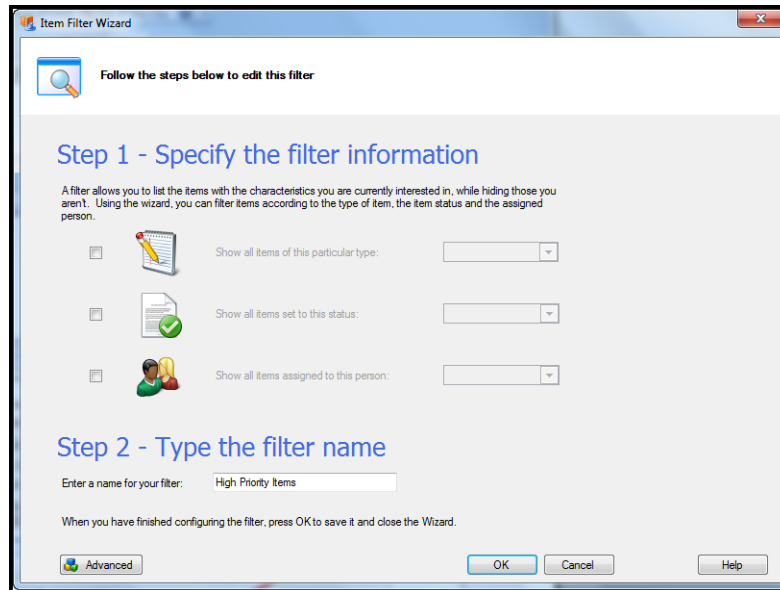 Item Filter Wizard
Follow the steps below to edit this filter
Step 1 - Specify the filter information
A filter allows you to list the items with the characteristics you are currently interested in, while hiding those you
aren't. Using the wizard, you can filter items according to the type of item, the item status and the assigned
person.
Show all items of this particular type:
Show all items set to this status:
Show all items assigned to this person:
Step 2 - Type the filter name
Enter a name for your filter: High Priority Items
When you have finished configuring the filter, press OK to save it and close the Wizard.
Advanced OK Cancel Help